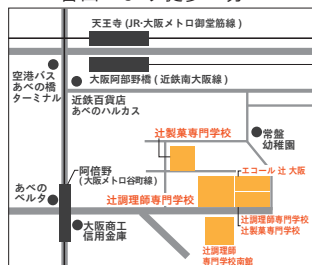 天王寺 (JR・大阪メトロ御堂筋線)
空港バス
あべの橋
ターミナル
大阪阿部野橋 (近鉄南大阪線)
近鉄百貨店
あべのハルカス
常盤
幼稚園
辻製菓専門学校
阿倍野
(大阪メトロ谷町線)
エコール 辻 大阪
あべの
ベルタ
辻調理師専門学校
大阪商工
信用金庫
辻調理師専門学校
辻製菓専門学校
辻調理師
専門学校南館